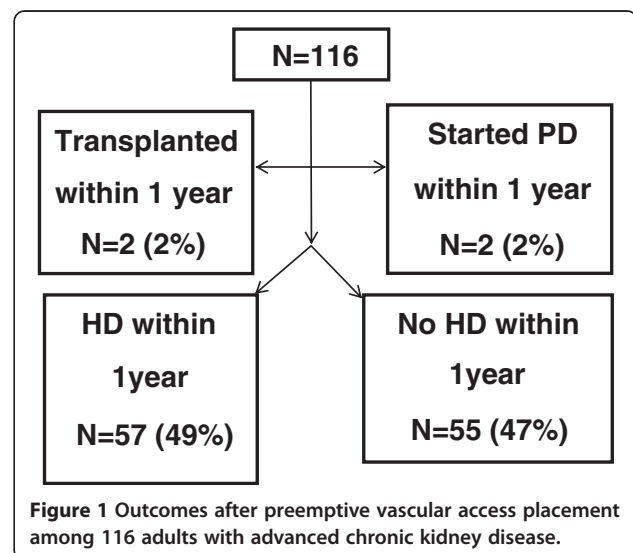 N=116
Transplanted
within 1 year
N=2 (2%)
Started PD
within 1 year
N=2 (2%)
HD within
1year
N=57 (49%)
No HD within
1year
N=55 (47%)
Figure 1 Outcomes after preemptive vascular access placement
among 116 adults with advanced chronic kidney disease.